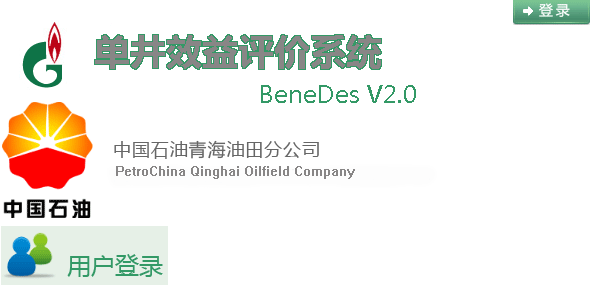 登录
单井效益评价系统
BeneDes V2.0
中国石油青海油田分公司
PetroChina Qinghai Oilfield Company
中国石油
用户登录